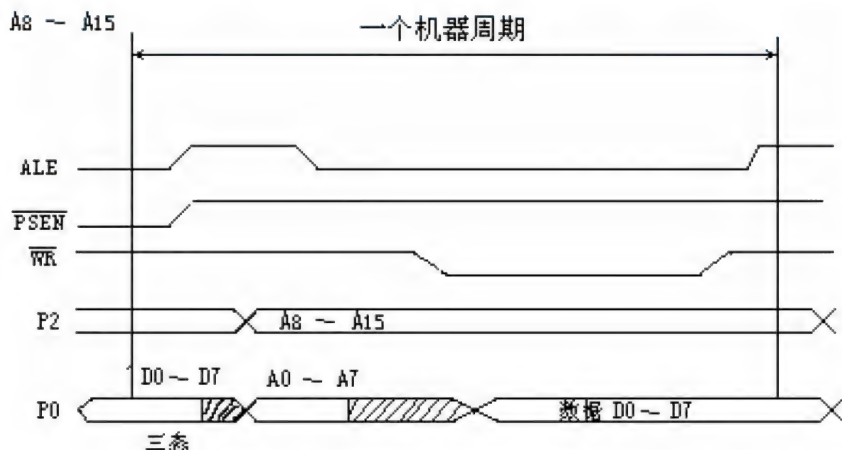 A8 ～ A15
一个机器周期
ALE
PSEN
WR
P2
A8 ～ A15
D0～D7
A0 ～ A7
P0
数据 D0～D7
三态